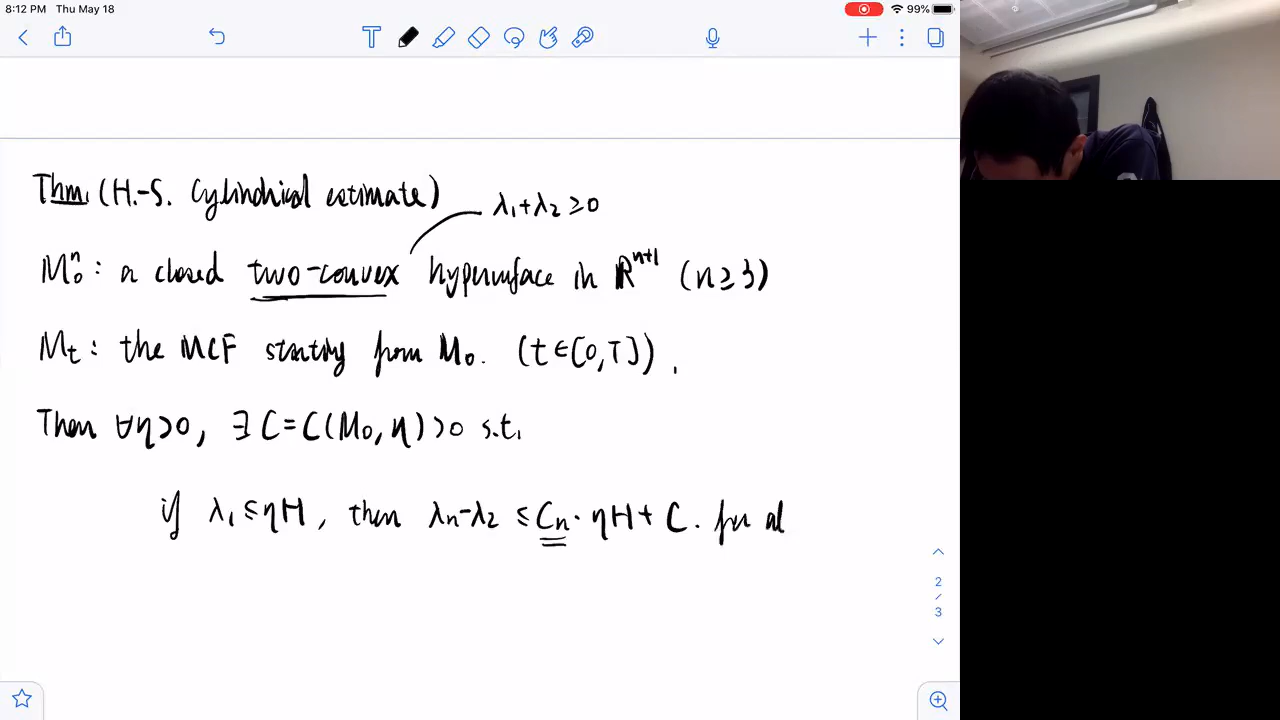 8:12 PM Thu May 18
99%
Thm. (H.-S. Cylindrical estimate)
λ₁+λ₂ ≥0
M₀ⁿ : a closed two-convex hypersurface in ℝⁿ⁺¹ (n≥3)
Mt : the MCF starting from M₀. (t∈[0,T]).
Then ∀η>0, ∃ C=C(M₀,η)>0 s.t.
if λ₁≤ηH, then λn-λ₂ ≤ Cn·ηH+C. for al
2
/
3